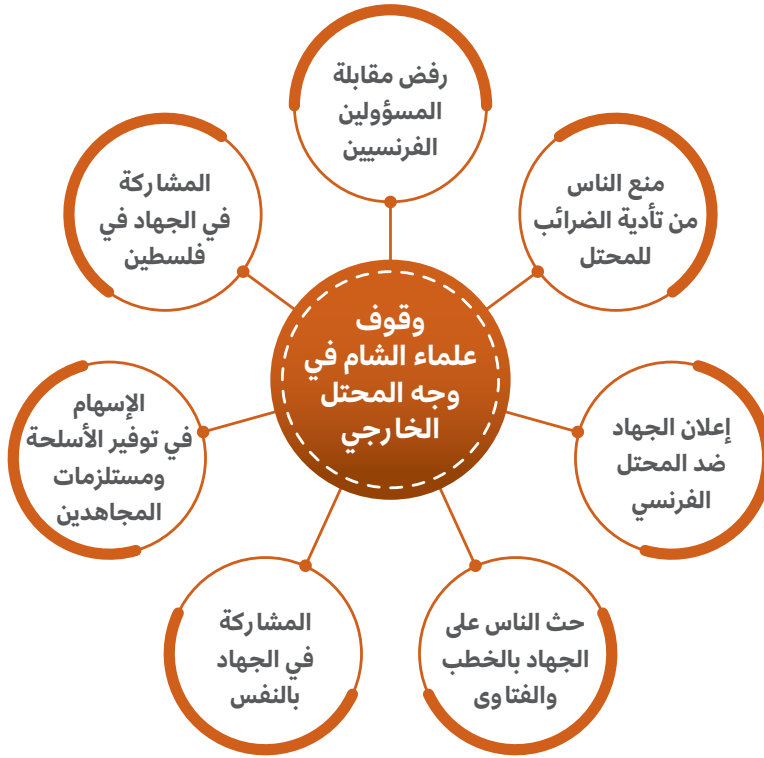 وقوف
علماء الشام في
وجه المحتل
الخارجي
رفض مقابلة
المسؤولين
الفرنسيين
منع الناس
من تأدية الضرائب
للمحتل
إعلان الجهاد
ضد المحتل
الفرنسي
حث الناس على
الجهاد بالخطب
والفتاوى
المشاركة
في الجهاد
بالنفس
الإسهام
في توفير الأسلحة
ومستلزمات
المجاهدين
المشاركة
في الجهاد في
فلسطين